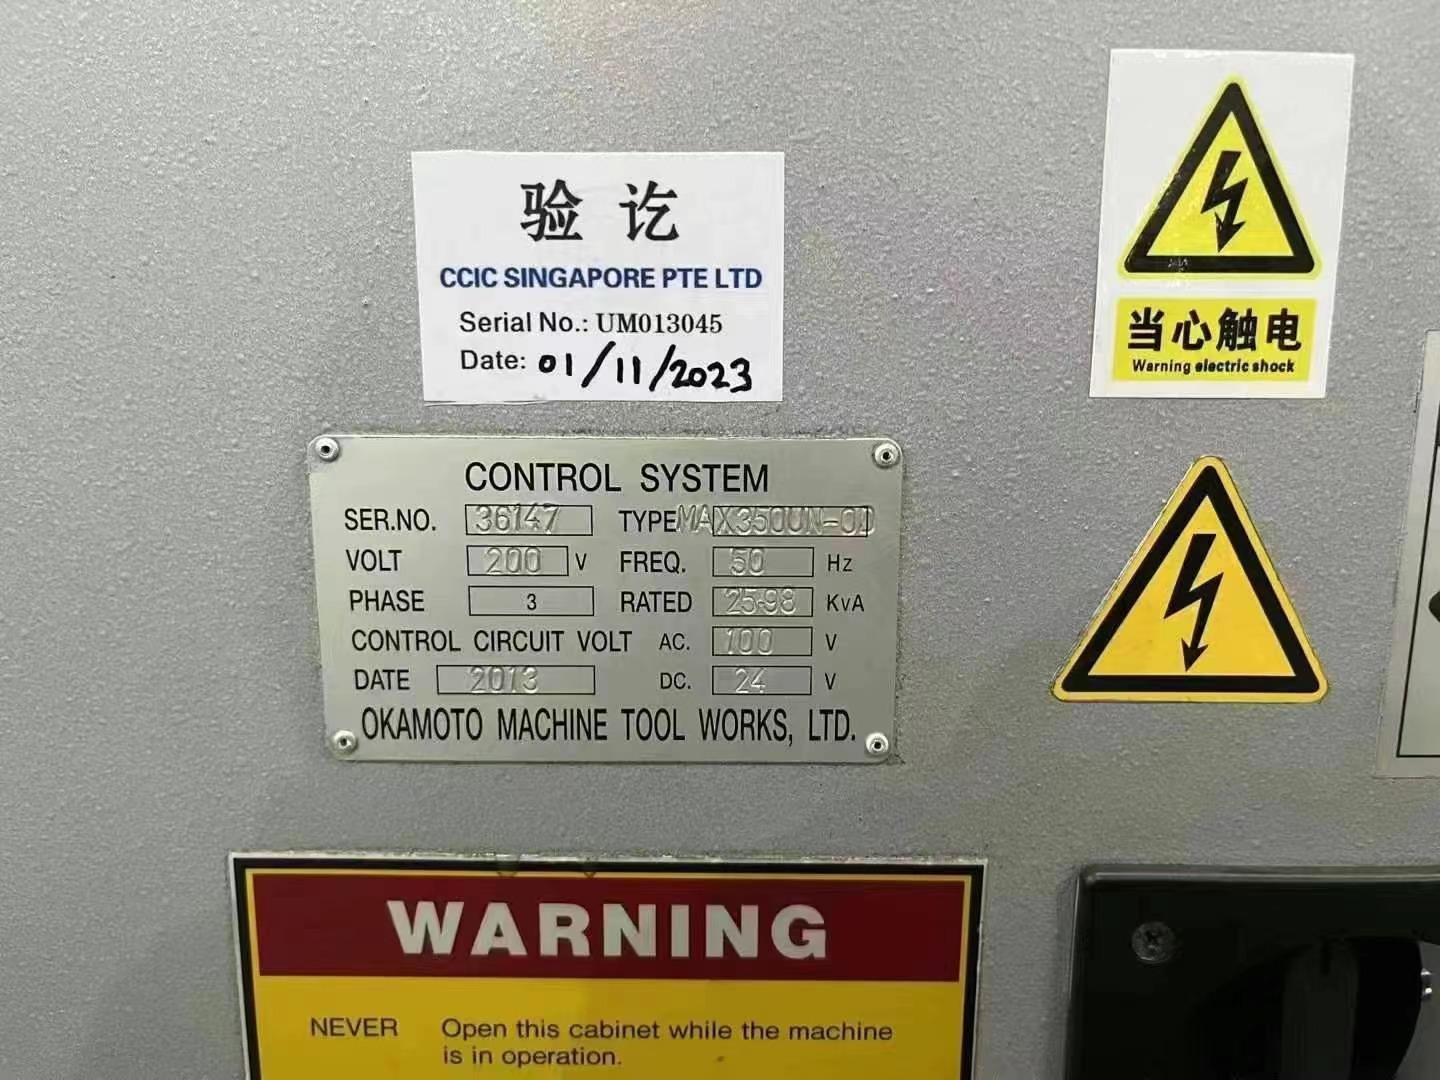 验讫
CCIC SINGAPORE PTE LTD
Serial No.: UM013045
Date: 01/11/2023
当心触电
Warning electric shock
CONTROL SYSTEM
SER.NO. 36147 TYPE MAX350UN-OD
VOLT 200 V FREQ. 50 Hz
PHASE 3 RATED 25.98 KvA
CONTROL CIRCUIT VOLT AC. 100 V
DATE 2013 DC. 24 V
OKAMOTO MACHINE TOOL WORKS, LTD.
WARNING
NEVER Open this cabinet while the machine
is in operation.